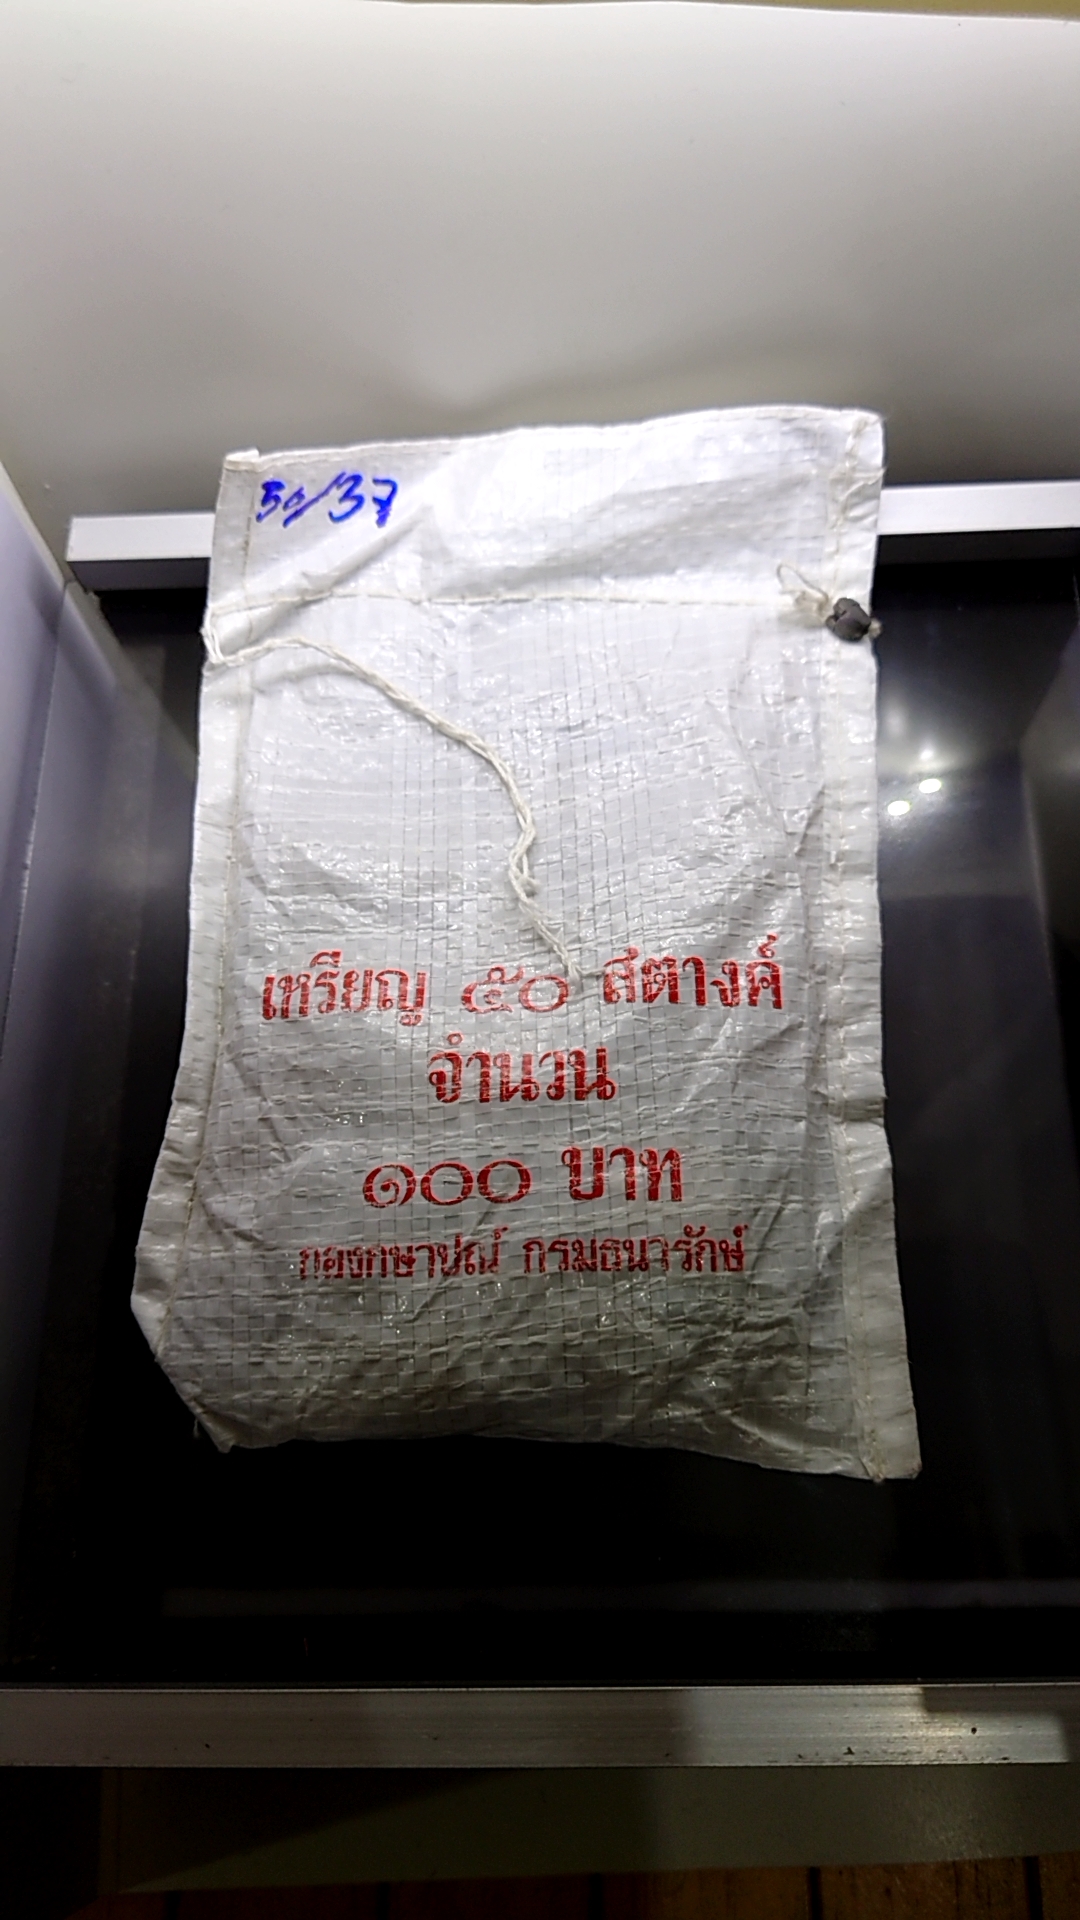 50/37
เหรียญ ๕๐ สตางค์
จำนวน
๑๐๐ บาท
กองกษาปณ์ กรมธนารักษ์